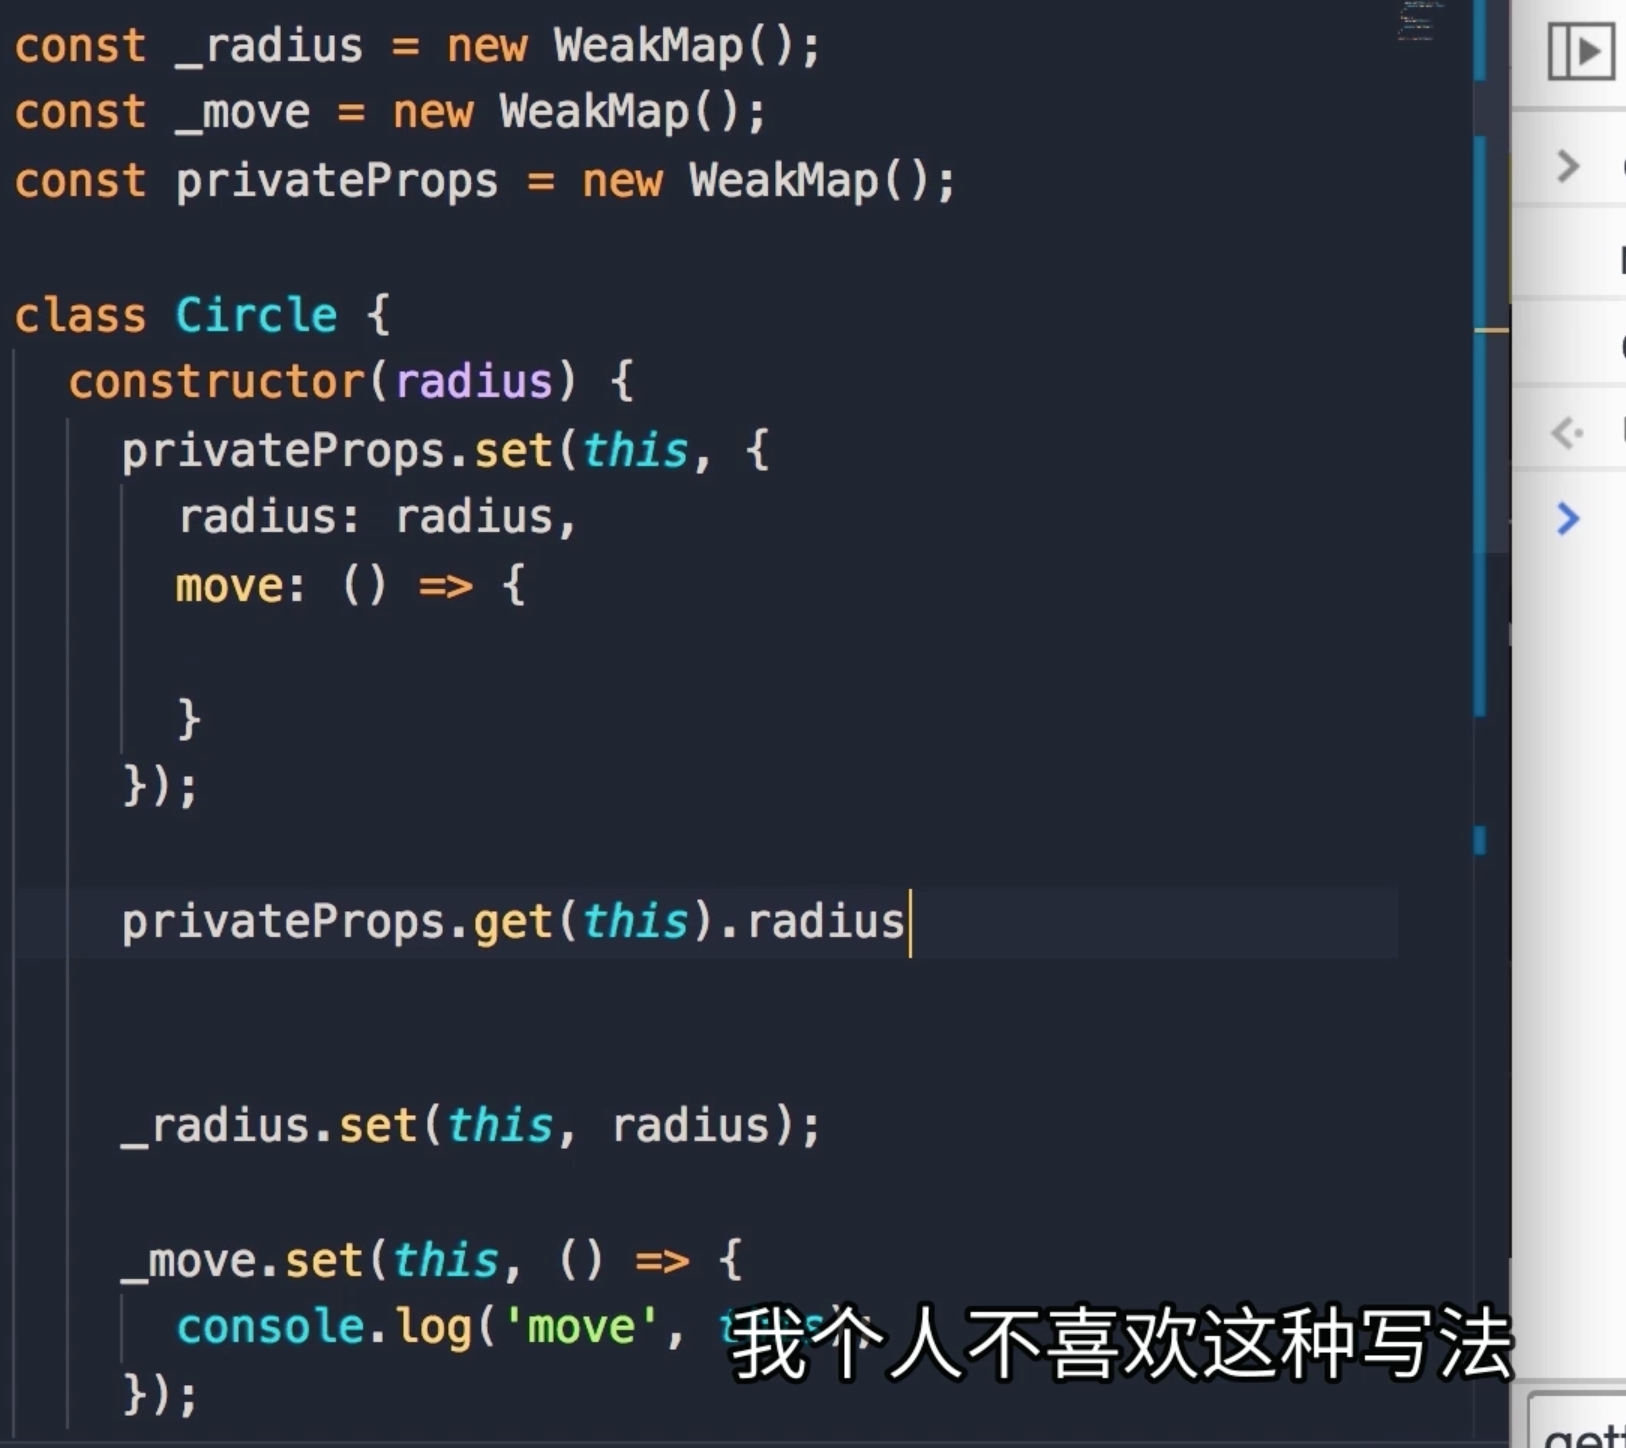 const _radius = new WeakMap();
const _move = new WeakMap();
const privateProps = new WeakMap();
class Circle {
constructor(radius) {
privateProps.set(this, {
radius: radius,
move: () => {
}
});
privateProps.get(this).radius
_radius.set(this, radius);
_move.set(this, () => {
console.log('move', this);
});
我个人不喜欢这种写法